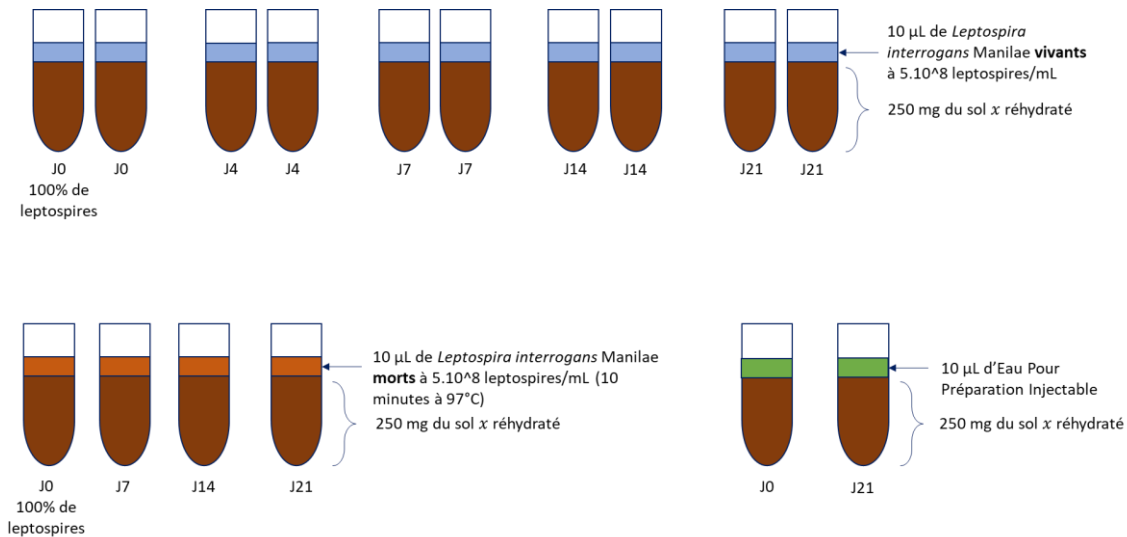 10 µL de Leptospira
interrogans Manilae vivants
à 5.10^8 leptospires/mL
250 mg du sol 𝑥 réhydraté
J0
J0
J4
J4
J7
J7
J14
J14
J21
J21
100% de
leptospires
10 µL de Leptospira interrogans Manilae
morts à 5.10^8 leptospires/mL (10
minutes à 97°C)
250 mg du sol 𝑥 réhydraté
10 µL d’Eau Pour
Préparation Injectable
250 mg du sol 𝑥 réhydraté
J0
J7
J14
J21
100% de
leptospires
J0
J21